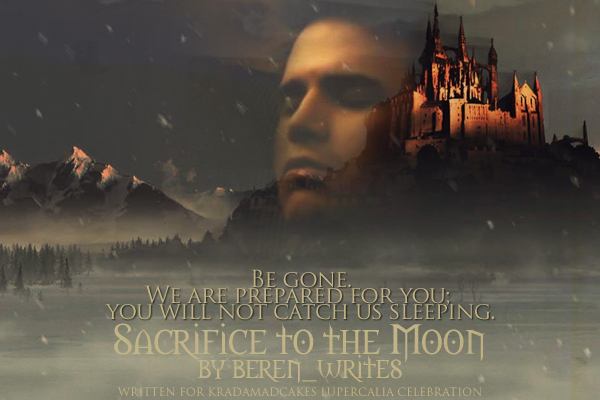 Be gone.
We are prepared for you;
you will not catch us sleeping.
Sacrifice to the Moon
by beren_writes
written for kradamadcakes lupercalia celebration